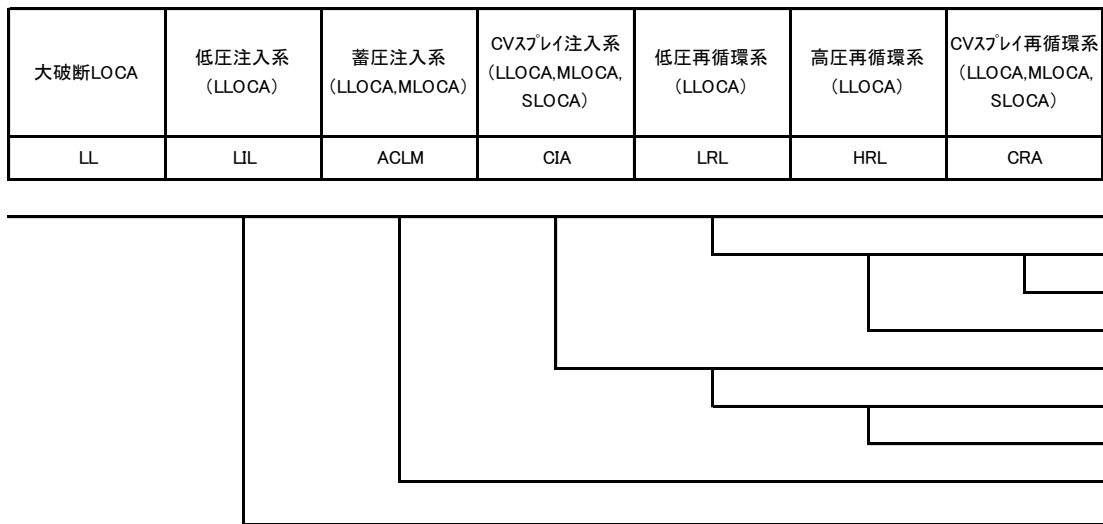 大破断LOCA
低圧注入系
(LLOCA)
蓄圧注入系
(LLOCA,MLOCA)
CVｽﾌﾟﾚｲ注入系
(LLOCA,MLOCA,
SLOCA)
低圧再循環系
(LLOCA)
高圧再循環系
(LLOCA)
CVｽﾌﾟﾚｲ再循環系
(LLOCA,MLOCA,
SLOCA)
LL
LIL
ACLM
CIA
LRL
HRL
CRA